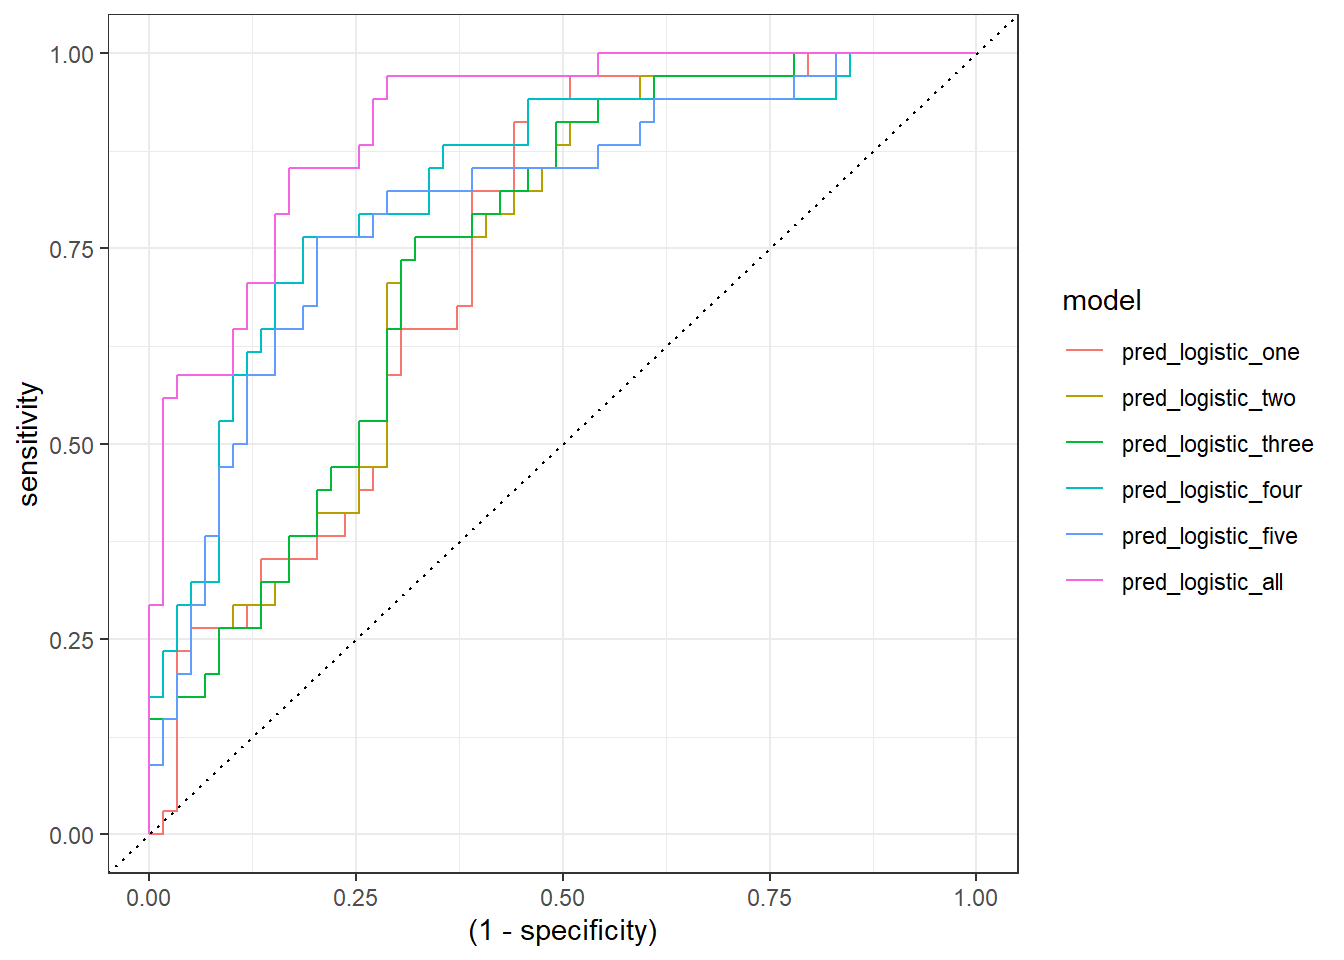 1.00
0.75
0.50
0.25
0.00
sensitivity
0.00 0.25 0.50 0.75 1.00
(1 - specificity)
model
pred_logistic_one
pred_logistic_two
pred_logistic_three
pred_logistic_four
pred_logistic_five
pred_logistic_all